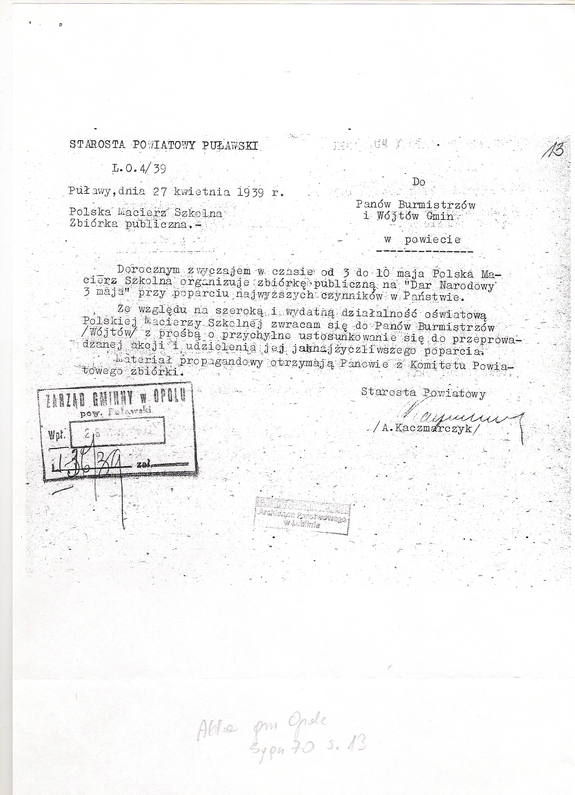 STAROSTA POWIATOWY PUŁAWSKI
L.O.4/39
13
Puławy,dnia 27 kwietnia 1939 r.
Polska Macierz Szkolna
Zbiórka publiczna.-
Do
Panów Burmistrzów
i Wójtów Gmin
w powiecie
Dorocznym zwyczajem w czasie od 3 do 10 maja Polska Ma-
cierz Szkolna organizuje zbiórkę publiczną na "Dar Narodowy
3 maja" przy poparciu najwyższych czynników w Państwie.
Ze względu na szeroką i wydatną działalność oświatową
Polskiej Macierzy Szkolnej zwracam się do Panów Burmistrzów
/Wójtów/ z prośbą o przychylne ustosunkowanie się do przeprowa-
dzanej akcji i udzielenia jej jaknajżyczliwszego poparcia.
Materiał propagandowy otrzymają Panowie z Komitetu Powia-
towego zbiórki.
Starosta Powiatowy
/A.Kaczmarczyk/
ZARZĄD GMINNY w OPOLU
pow. Puławski
Wpł.
zał.
Archiwum Państwowego
w Lublinie
Akta gm Opole
Sygn 70 s. 13